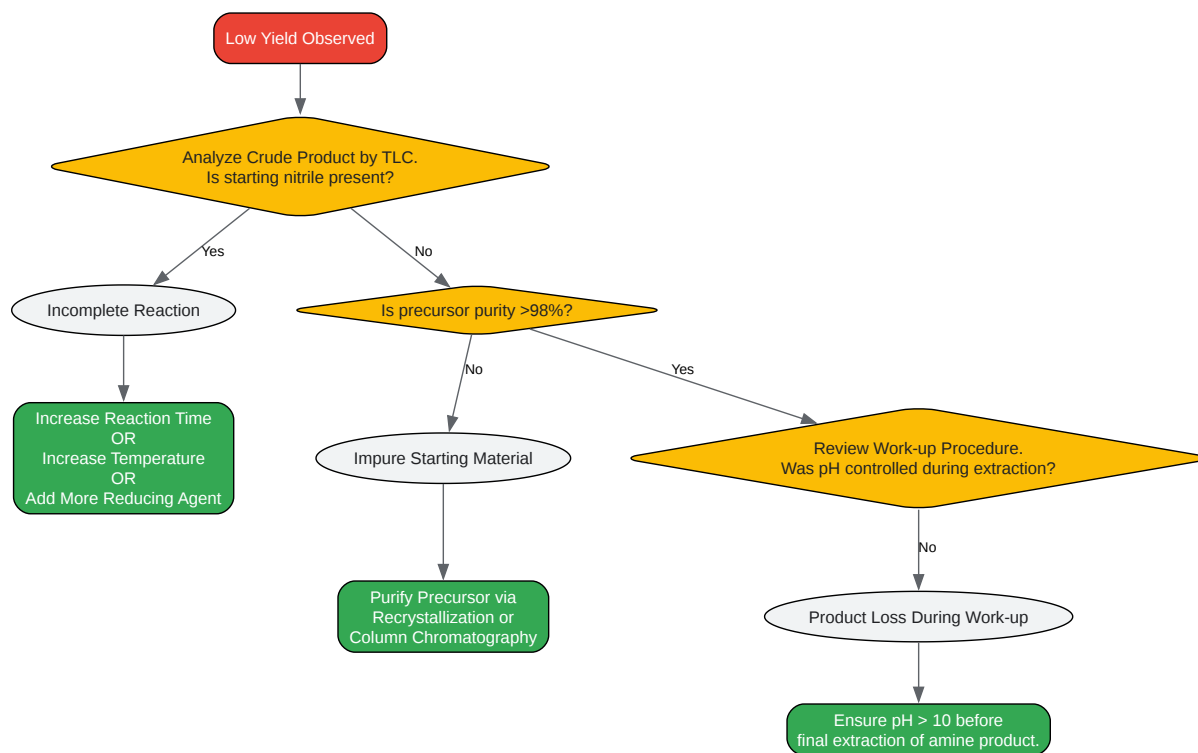 Low Yield Observed
Analyze Crude Product by TLC.
Is starting nitrile present?
Yes
No
Incomplete Reaction
Is precursor purity >98%?
No
Yes
Increase Reaction Time
OR
Increase Temperature
OR
Add More Reducing Agent
Impure Starting Material
Review Work-up Procedure.
Was pH controlled during extraction?
No
Purify Precursor via
Recrystallization or
Column Chromatography
Product Loss During Work-up
Ensure pH > 10 before
final extraction of amine product.